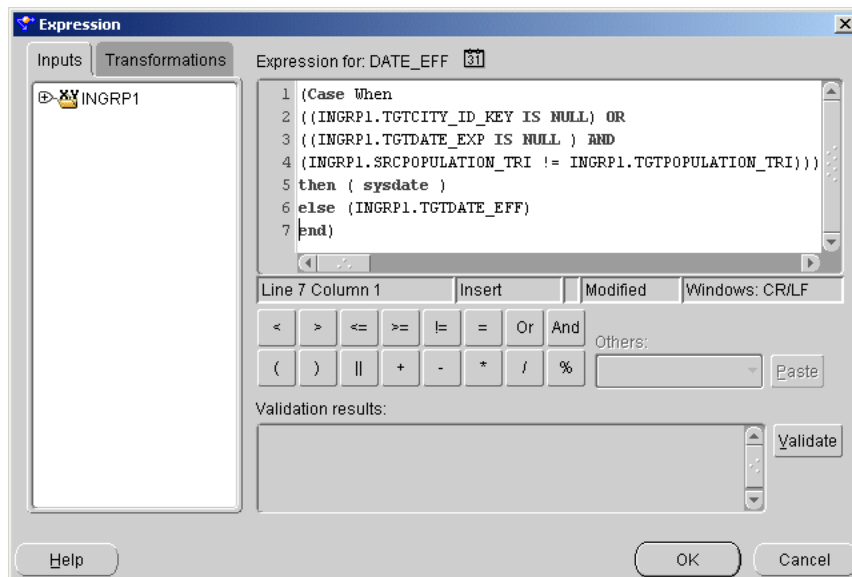 Expression
Inputs
Transformations
Expression for: DATE_EFF
31
INGRP1
1 (Case When
2 ((INGRP1.TGTCITY_ID_KEY IS NULL) OR
3 ((INGRP1.TGTDATE_EXP IS NULL ) AND
4 (INGRP1.SRCPOPULATION_TRI != INGRP1.TGTPOPULATION_TRI)))
5 then ( sysdate )
6 else (INGRP1.TGTDATE_EFF)
7 end)
Line 7 Column 1
Insert
Modified
Windows: CR/LF
< > <= >= != = Or And
Others:
( ) || + - * / %
Paste
Validation results:
Validate
Help
OK
Cancel